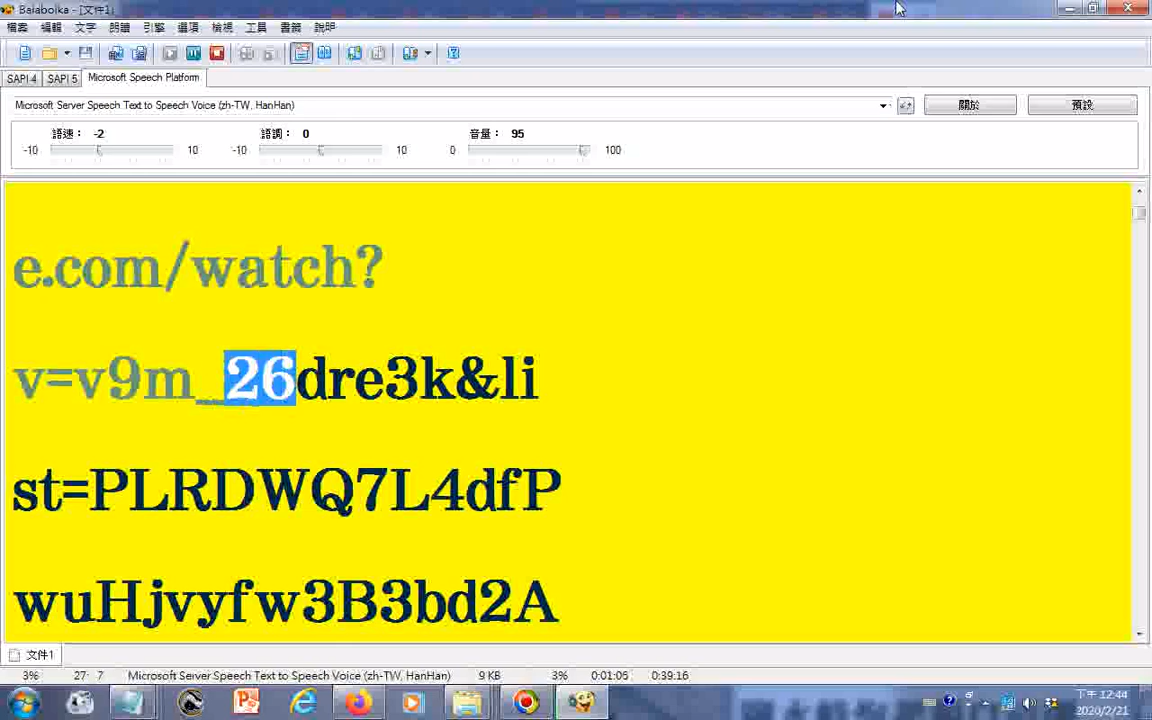 Balabolka - [文件1]
檔案 編輯 文字 朗讀 引擎 選項 檢視 工具 書籤 說明
SAPI 4 SAPI 5 Microsoft Speech Platform
Microsoft Server Speech Text to Speech Voice (zh-TW, HanHan) 關於 預設
語速： -2 語調： 0 音量： 95
-10 10 -10 10 0 100
e.com/watch?
v=v9m_26dre3k&li
st=PLRDWQ7L4dfP
wuHjvyfw3B3bd2A
文件1
3% 27: 7 Microsoft Server Speech Text to Speech Voice (zh-TW, HanHan) 9 KB 3% 0:01:05 0:39:16
下午 12:44
2020/2/21